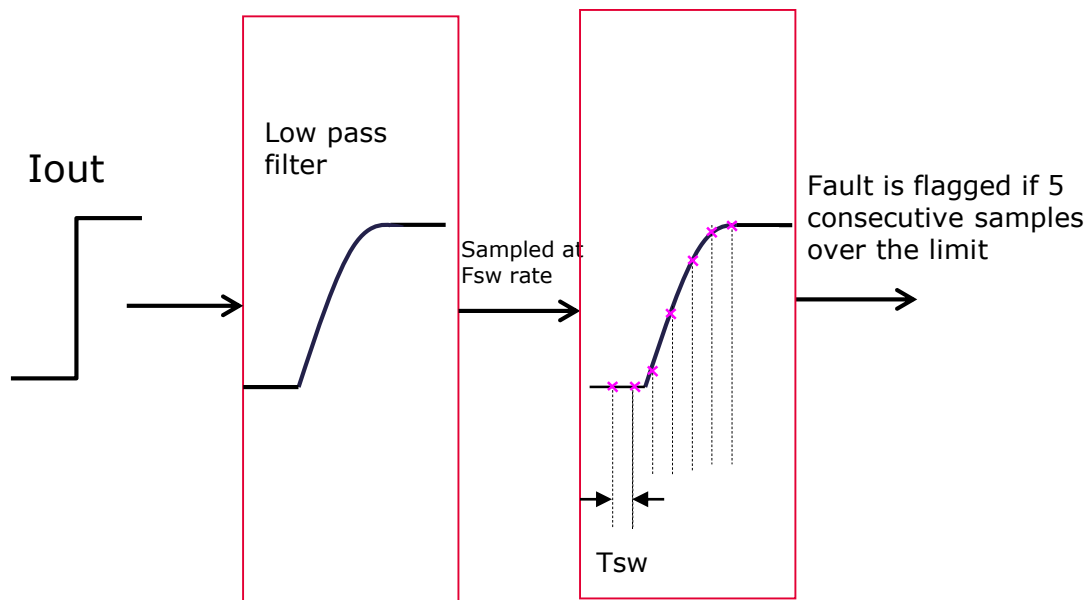 Iout
Low pass
filter
Sampled at
Fsw rate
Tsw
Fault is flagged if 5
consecutive samples
over the limit